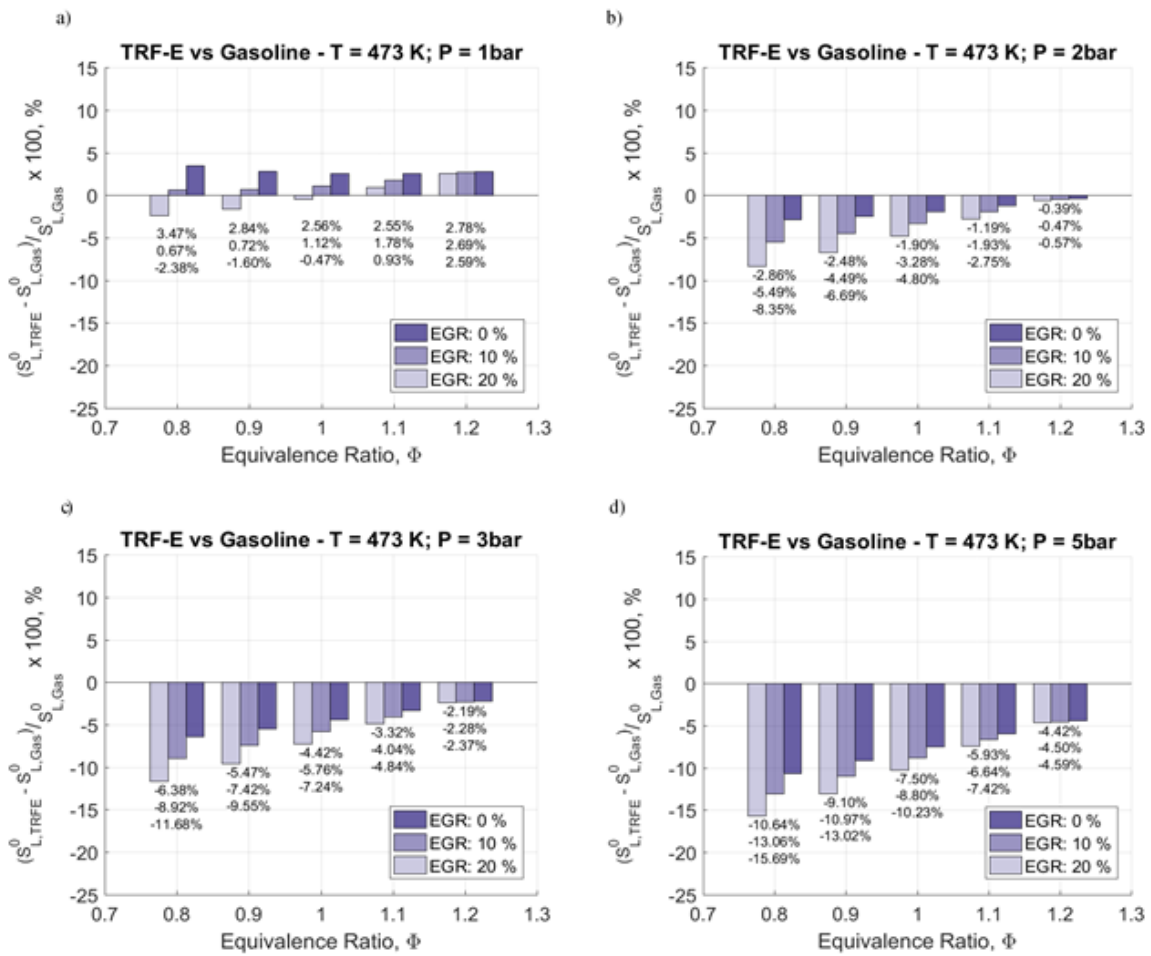 a)
TRF-E vs Gasoline - T = 473 K; P = 1bar
(S⁰L,TRFE - S⁰L,Gas)/S⁰L,Gas x 100, %
15
10
5
0
-5
-10
-15
-20
-25
3.47% 2.84% 2.56% 2.55% 2.78%
0.67% 0.72% 1.12% 1.78% 2.69%
-2.38% -1.60% -0.47% 0.93% 2.59%
EGR: 0 %
EGR: 10 %
EGR: 20 %
0.7 0.8 0.9 1 1.1 1.2 1.3
Equivalence Ratio, Φ
b)
TRF-E vs Gasoline - T = 473 K; P = 2bar
(S⁰L,TRFE - S⁰L,Gas)/S⁰L,Gas x 100, %
15
10
5
0
-5
-10
-15
-20
-25
-2.86% -2.48% -1.90% -1.19% -0.39%
-5.49% -4.49% -3.28% -1.93% -0.47%
-8.35% -6.69% -4.80% -2.75% -0.57%
EGR: 0 %
EGR: 10 %
EGR: 20 %
0.7 0.8 0.9 1 1.1 1.2 1.3
Equivalence Ratio, Φ
c)
TRF-E vs Gasoline - T = 473 K; P = 3bar
(S⁰L,TRFE - S⁰L,Gas)/S⁰L,Gas x 100, %
15
10
5
0
-5
-10
-15
-20
-25
-6.38% -5.47% -4.42% -3.32% -2.19%
-8.92% -7.42% -5.76% -4.04% -2.28%
-11.68% -9.55% -7.24% -4.84% -2.37%
EGR: 0 %
EGR: 10 %
EGR: 20 %
0.7 0.8 0.9 1 1.1 1.2 1.3
Equivalence Ratio, Φ
d)
TRF-E vs Gasoline - T = 473 K; P = 5bar
(S⁰L,TRFE - S⁰L,Gas)/S⁰L,Gas x 100, %
15
10
5
0
-5
-10
-15
-20
-25
-10.64% -9.10% -7.50% -5.93% -4.42%
-13.06% -10.97% -8.80% -6.64% -4.50%
-15.69% -13.02% -10.23% -7.42% -4.59%
EGR: 0 %
EGR: 10 %
EGR: 20 %
0.7 0.8 0.9 1 1.1 1.2 1.3
Equivalence Ratio, Φ